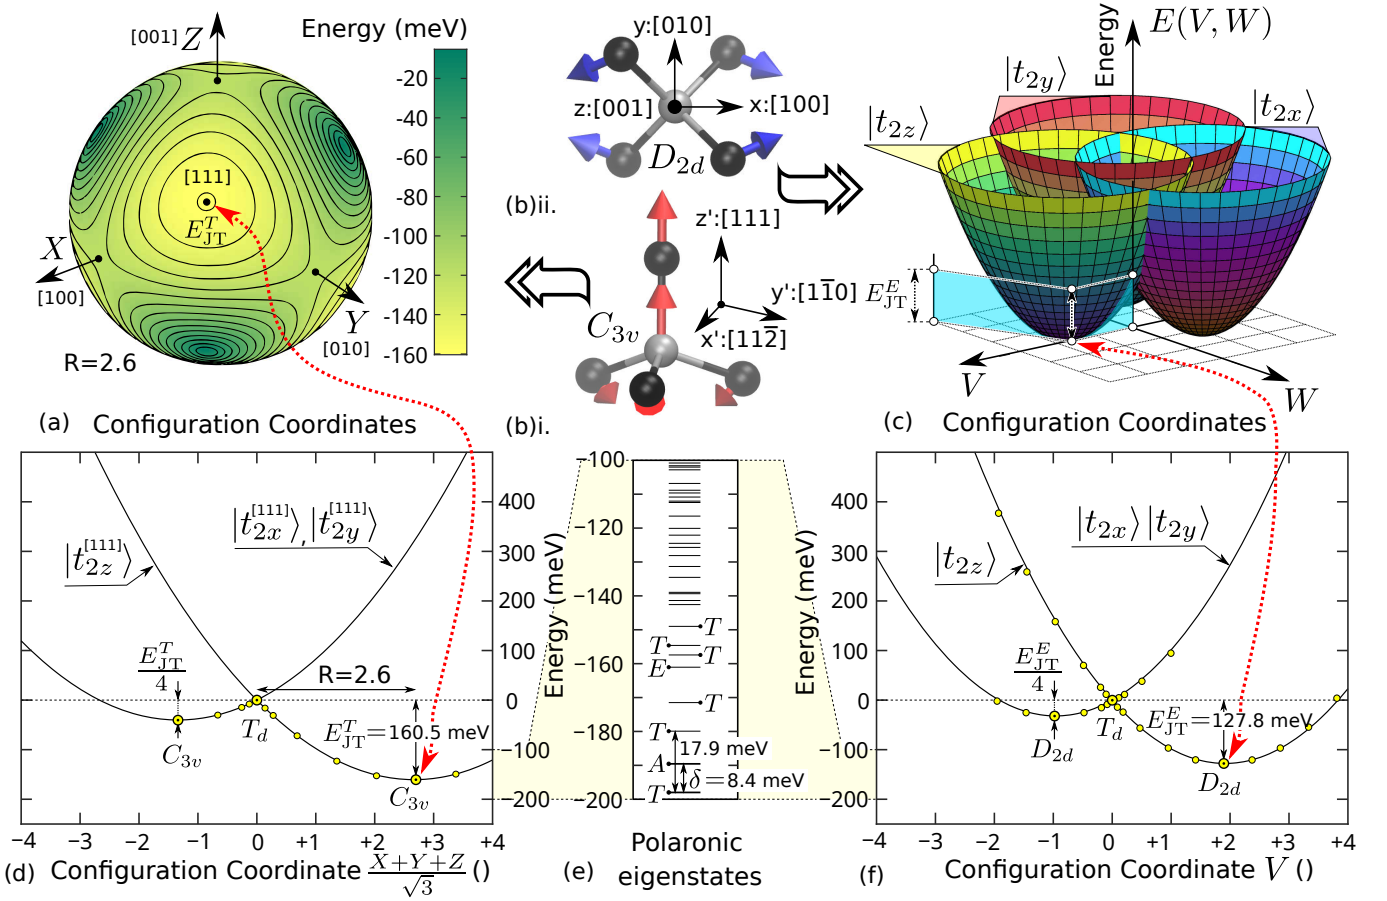 [001] Z
Energy (meV)
-20
-40
-60
-80
-100
-120
-140
-160
[111]
E_JT^T
X
[100]
Y
[010]
R=2.6
(a)
Configuration Coordinates
y:[010]
z:[001]
x:[100]
D_2d
(b)ii.
z':[111]
y':[11̅0]
x':[112̅]
C_3v
(b)i.
Energy
E(V, W)
|t_2y⟩
|t_2z⟩
|t_2x⟩
E_JT^E
V
W
(c)
Configuration Coordinates
|t_2z^[111]⟩
|t_2x^[111]⟩, |t_2y^[111]⟩
E_JT^T/4
R=2.6
T_d
E_JT^T=160.5 meV
C_3v
C_3v
400
300
200
100
0
−100
−200
Energy (meV)
−4 −3 −2 −1 0 +1 +2 +3 +4
(d) Configuration Coordinate X+Y+Z/√3 ()
−100
−120
−140
−160
−180
−200
T
T
T
E
T
17.9 meV
A
δ=8.4 meV
T
(e)
Polaronic
eigenstates
Energy (meV)
400
300
200
100
0
−100
−200
|t_2z⟩
|t_2x⟩ |t_2y⟩
E_JT^E/4
T_d
E_JT^E=127.8 meV
D_2d
D_2d
−4 −3 −2 −1 0 +1 +2 +3 +4
(f) Configuration Coordinate V ()